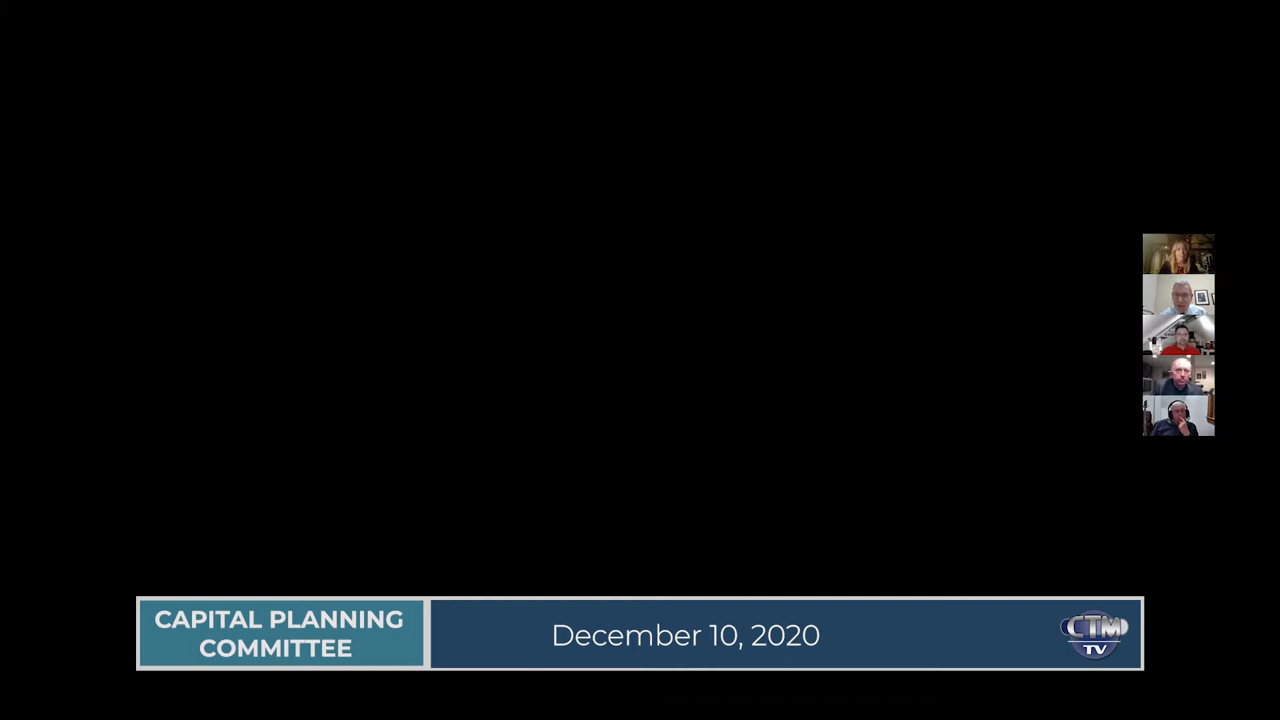 CAPITAL PLANNING
COMMITTEE
December 10, 2020
CTM
TV